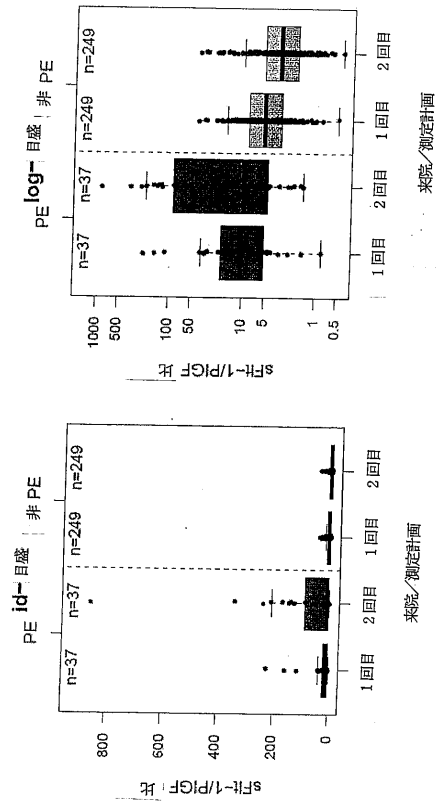 id-目盛
PE | 非 PE
n=37 n=37 n=249 n=249
sFlt-1/PlGF 比
800
600
400
200
0
1回目 2回目 1回目 2回目
来院/測定計画
log-目盛
PE | 非 PE
n=37 n=37 n=249 n=249
sFlt-1/PlGF 比
1000
100
10
5
1
0.5
1回目 2回目 1回目 2回目
来院/測定計画